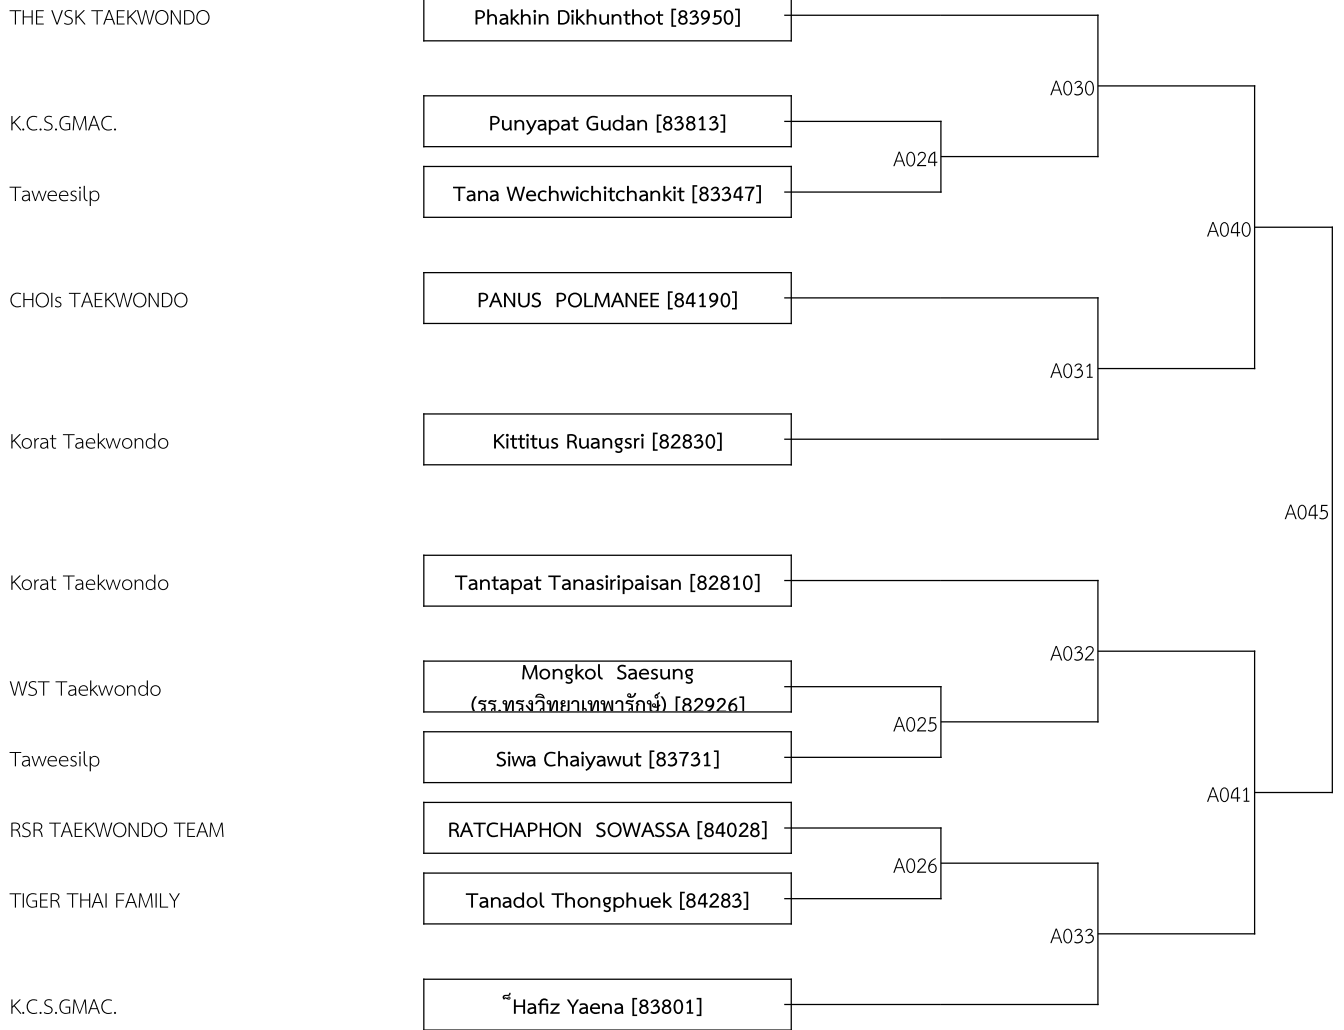 THE VSK TAEKWONDO
Phakhin Dikhunthot [83950]
A030
K.C.S.GMAC.
Punyapat Gudan [83813]
A024
Taweesilp
Tana Wechwichitchankit [83347]
A040
CHOIs TAEKWONDO
PANUS POLMANEE [84190]
A031
Korat Taekwondo
Kittitus Ruangsri [82830]
A045
Korat Taekwondo
Tantapat Tanasiripaisan [82810]
A032
WST Taekwondo
Mongkol Saesung
(รร.ทรงวิทยาเทพารักษ์) [82926]
A025
Taweesilp
Siwa Chaiyawut [83731]
A041
RSR TAEKWONDO TEAM
RATCHAPHON SOWASSA [84028]
A026
TIGER THAI FAMILY
Tanadol Thongphuek [84283]
A033
K.C.S.GMAC.
็Hafiz Yaena [83801]